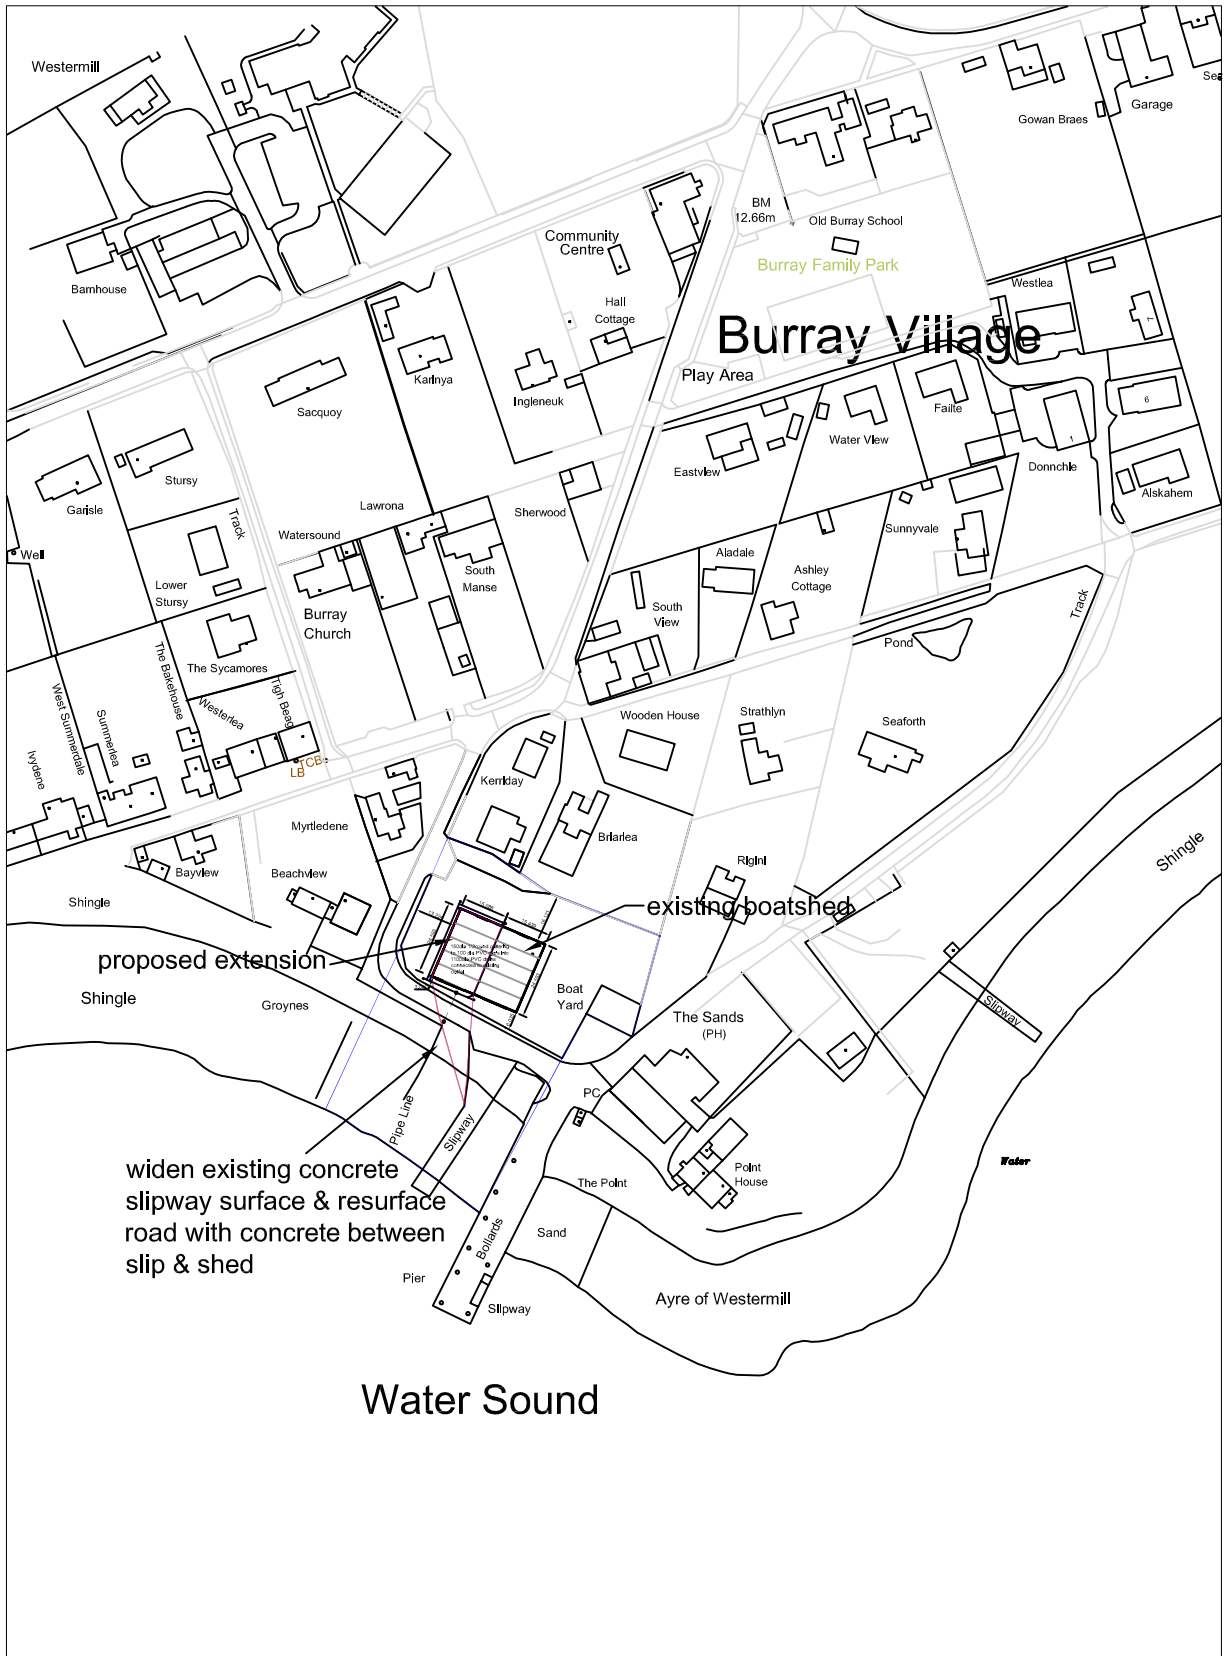 Westermill
Garage
Gowan Braes
BM
12.66m
Old Burray School
Community
Centre
Burray Family Park
Barnhouse
Westlea
Hall
Cottage
7
Burray Village
Karinya
Play Area
Ingleneuk
Sacquoy
6
Failte
Water View
1
Eastview
Donnchie
Stursy
Alskahem
Garisle
Lawrona
Sherwood
Track
Watersound
Sunnyvale
Well
Aladale
South
Manse
Ashley
Cottage
Lower
Stursy
South
View
Track
Burray
Church
Pond
The Sycamores
The Bakehouse
West Summerdale
Summerlea
Ivydene
Westerlea
Tigh Beag
Wooden House
Strathlyn
Seaforth
TCB
LB
Kerriday
Myrtledene
Briarlea
Shingle
Bayview
Beachview
Rigini
Shingle
existing boatshed
proposed extension
Shingle
Groynes
Boat
Yard
The Sands
(PH)
Slipway
PC
Pipe Line
Slipway
Water
widen existing concrete
slipway surface & resurface
road with concrete between
slip & shed
Point
House
The Point
Sand
Bollards
Pier
Slipway
Ayre of Westermill
Water Sound